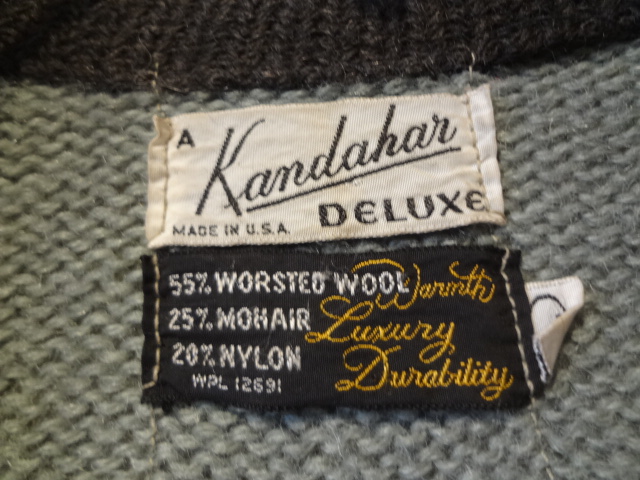 A
Kandahar
DELUXE
MADE IN U.S.A.
55% WORSTED WOOL Warmth
25% MOHAIR Luxury
20% NYLON Durability
WPL 12691